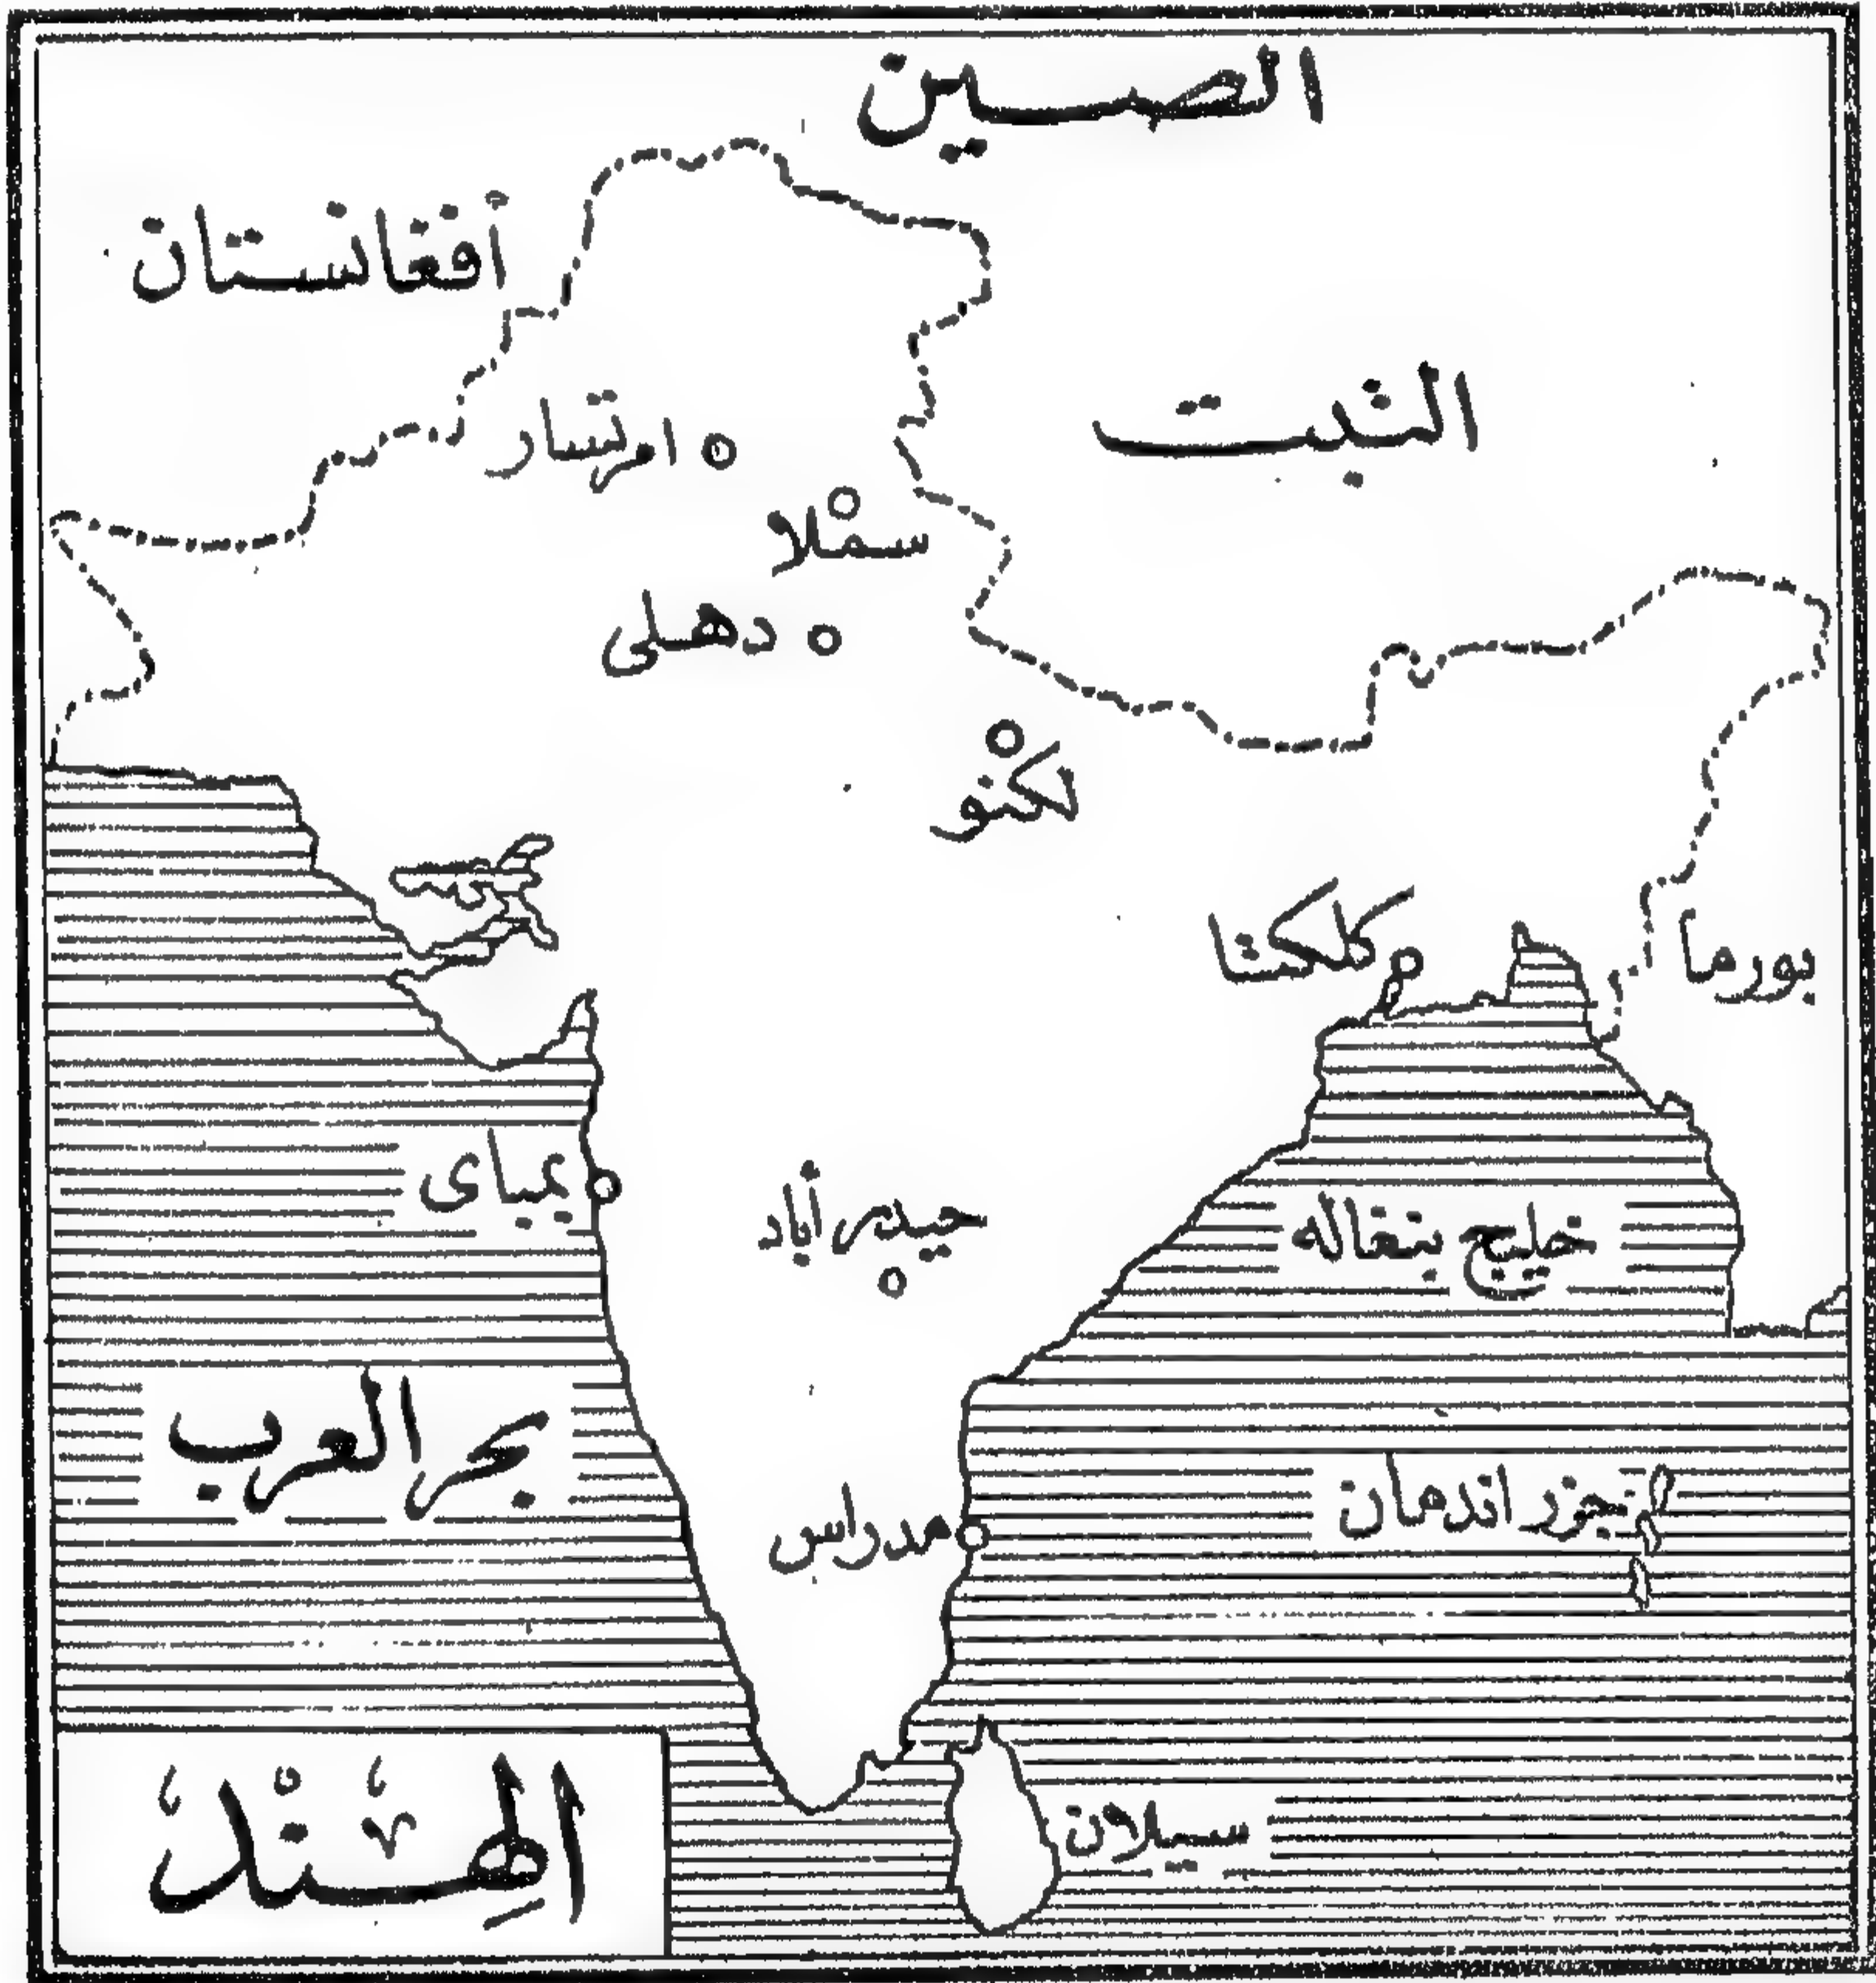 الصين
أفغانستان
التبت
امرتسار
سملا
دهلى
لكنو
كلكتا
بورما
بمباى
حيدر أباد
خليج بنغاله
بحر العرب
جزر اندمان
مدراس
سيلان
الهِنْد